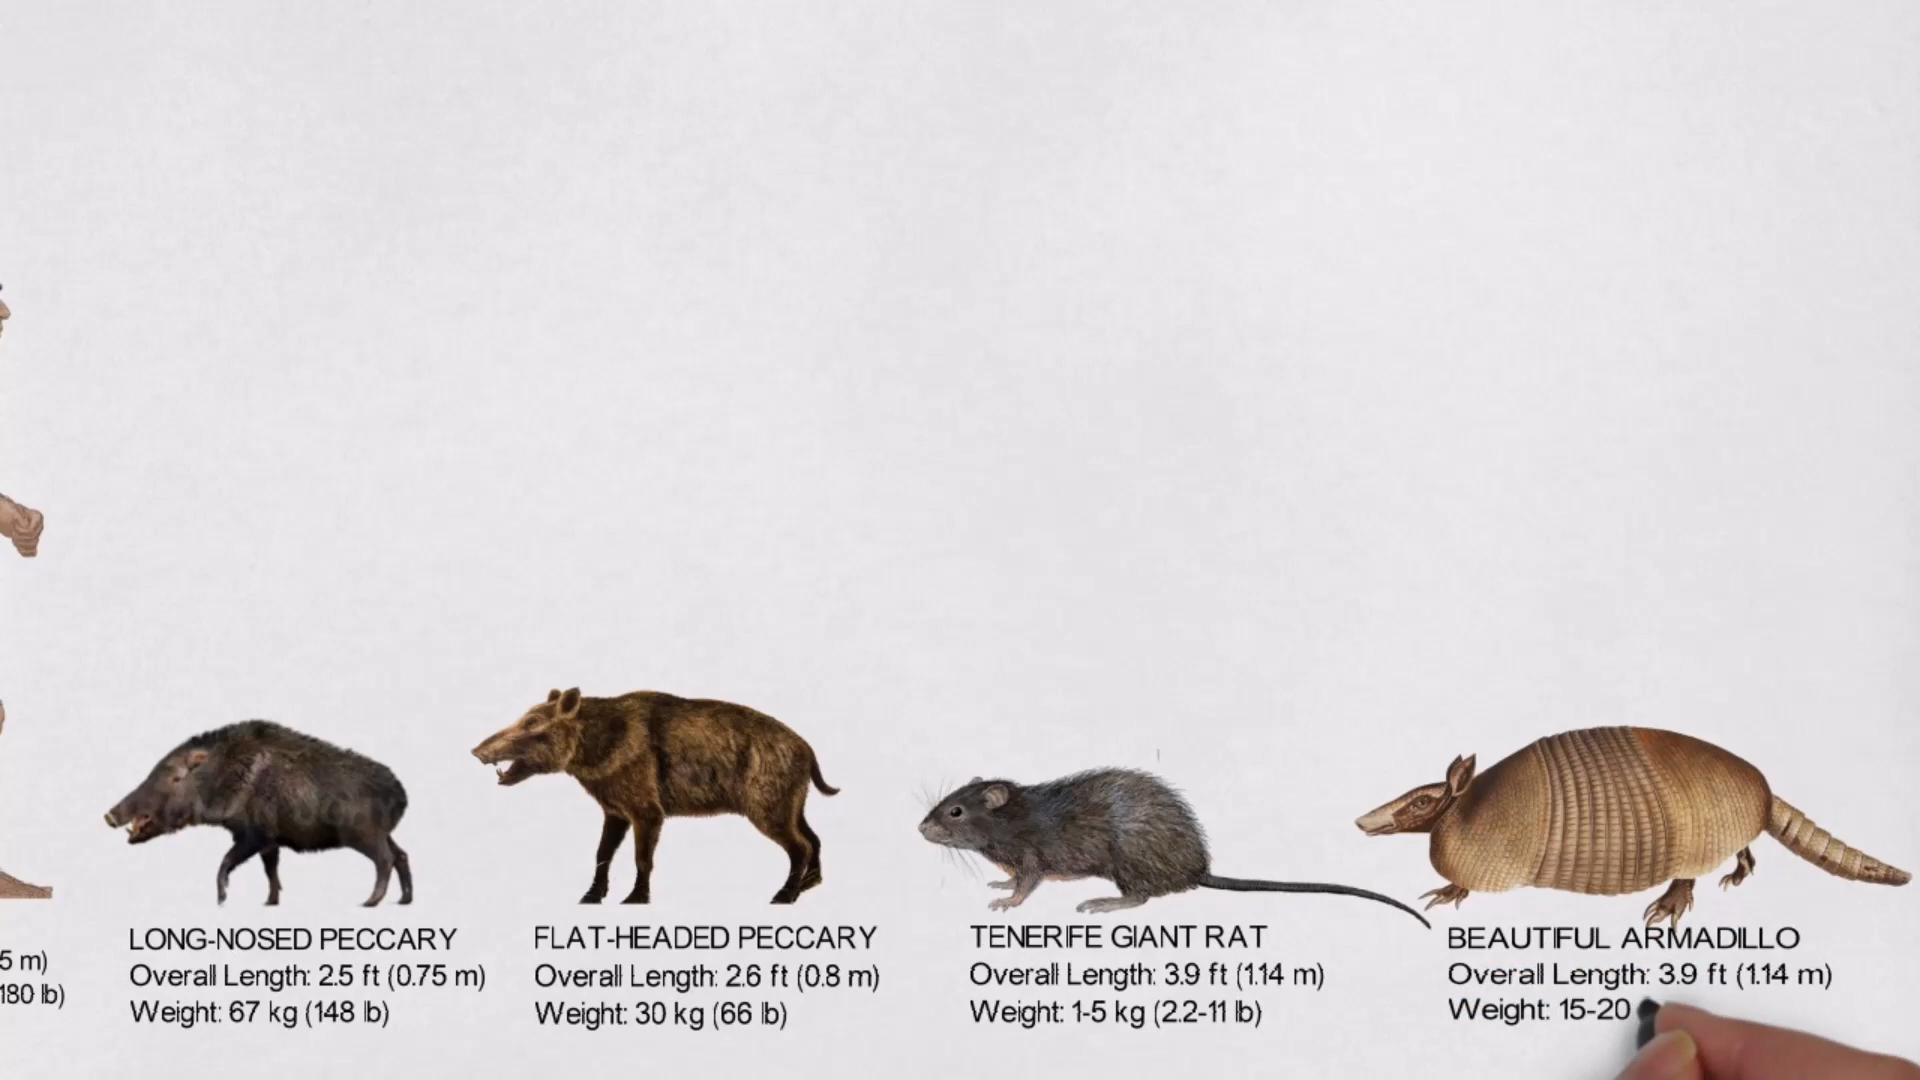 5 m)
180 lb)
LONG-NOSED PECCARY
Overall Length: 2.5 ft (0.75 m)
Weight: 67 kg (148 lb)
FLAT-HEADED PECCARY
Overall Length: 2.6 ft (0.8 m)
Weight: 30 kg (66 lb)
TENERIFE GIANT RAT
Overall Length: 3.9 ft (1.14 m)
Weight: 1-5 kg (2.2-11 lb)
BEAUTIFUL ARMADILLO
Overall Length: 3.9 ft (1.14 m)
Weight: 15-20